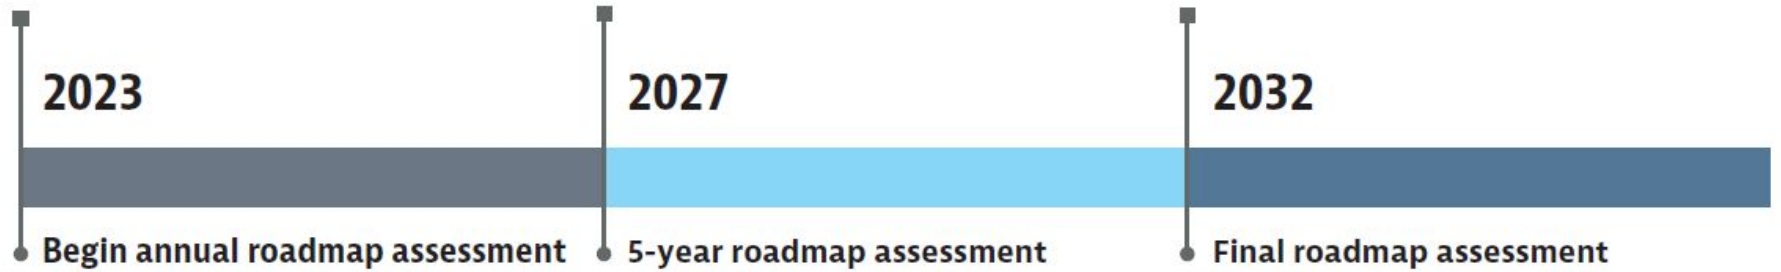 2023
2027
2032
Begin annual roadmap assessment
5-year roadmap assessment
Final roadmap assessment